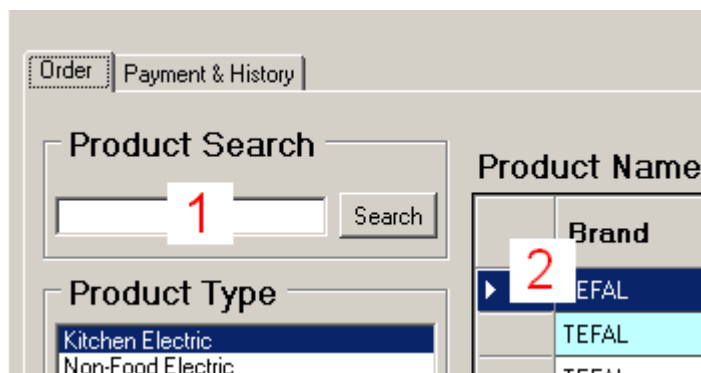 Order Payment & History
Product Search
1 Search
Product Type
Kitchen Electric
Non-Food Electric
Product Name
Brand
2
TEFAL
TEFAL